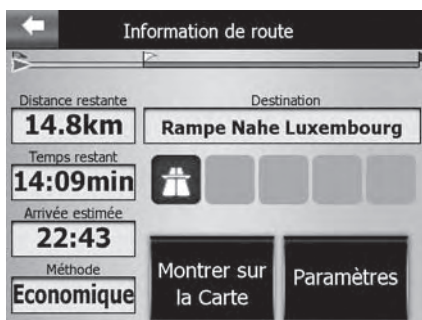 Information de route
Distance restante
14.8km
Destination
Rampe Nahe Luxembourg
Temps restant
14:09min
Arrivée estimée
22:43
Méthode
Economique
Montrer sur
la Carte
Paramètres